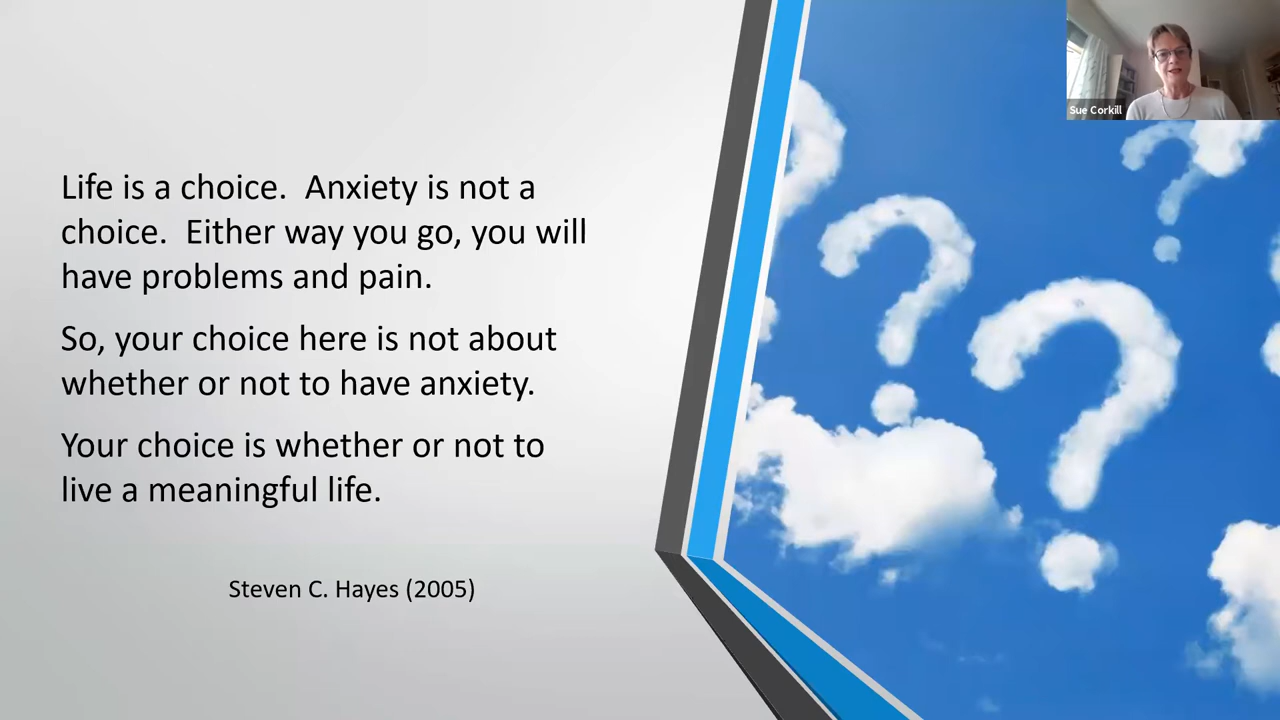 Life is a choice.  Anxiety is not a
choice.  Either way you go, you will
have problems and pain.
So, your choice here is not about
whether or not to have anxiety.
Your choice is whether or not to
live a meaningful life.
Steven C. Hayes (2005)
Sue Corkill